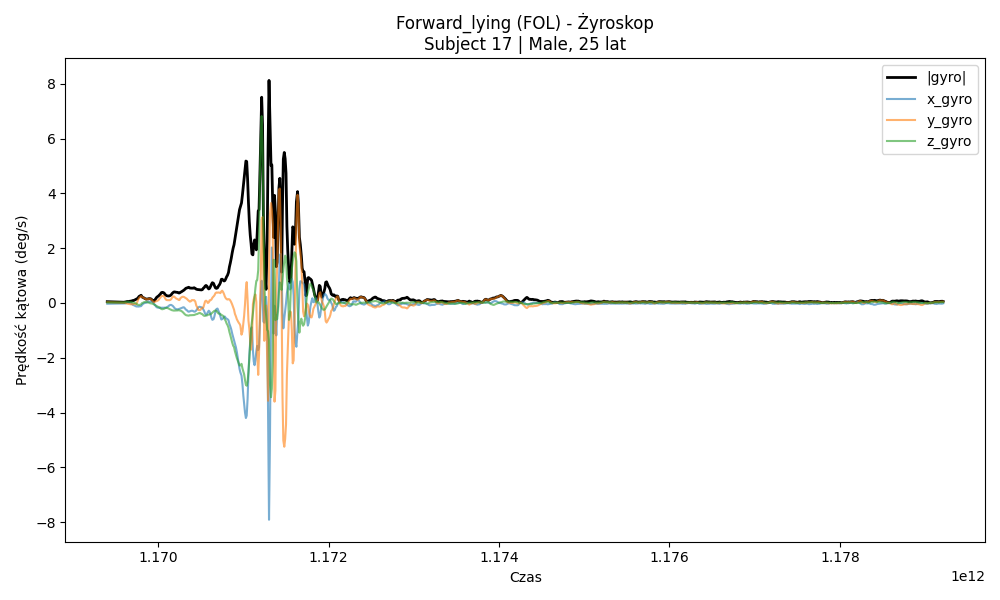 Forward_lying (FOL) - Żyroskop
Subject 17 | Male, 25 lat
|gyro|
x_gyro
y_gyro
z_gyro
Prędkość kątowa (deg/s)
8
6
4
2
0
−2
−4
−6
−8
1.170
1.172
1.174
1.176
1.178
1e12
Czas